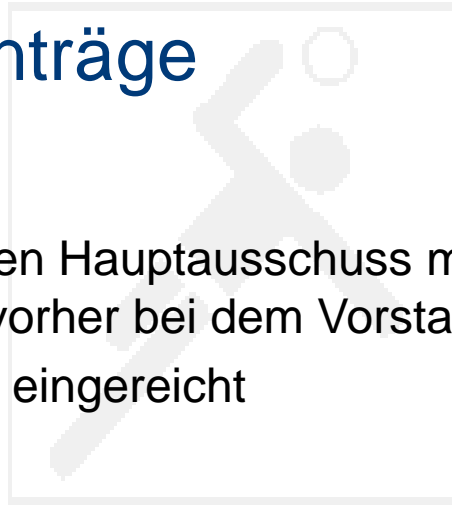 nträge
en Hauptausschuss m
vorher bei dem Vorsta
eingereicht